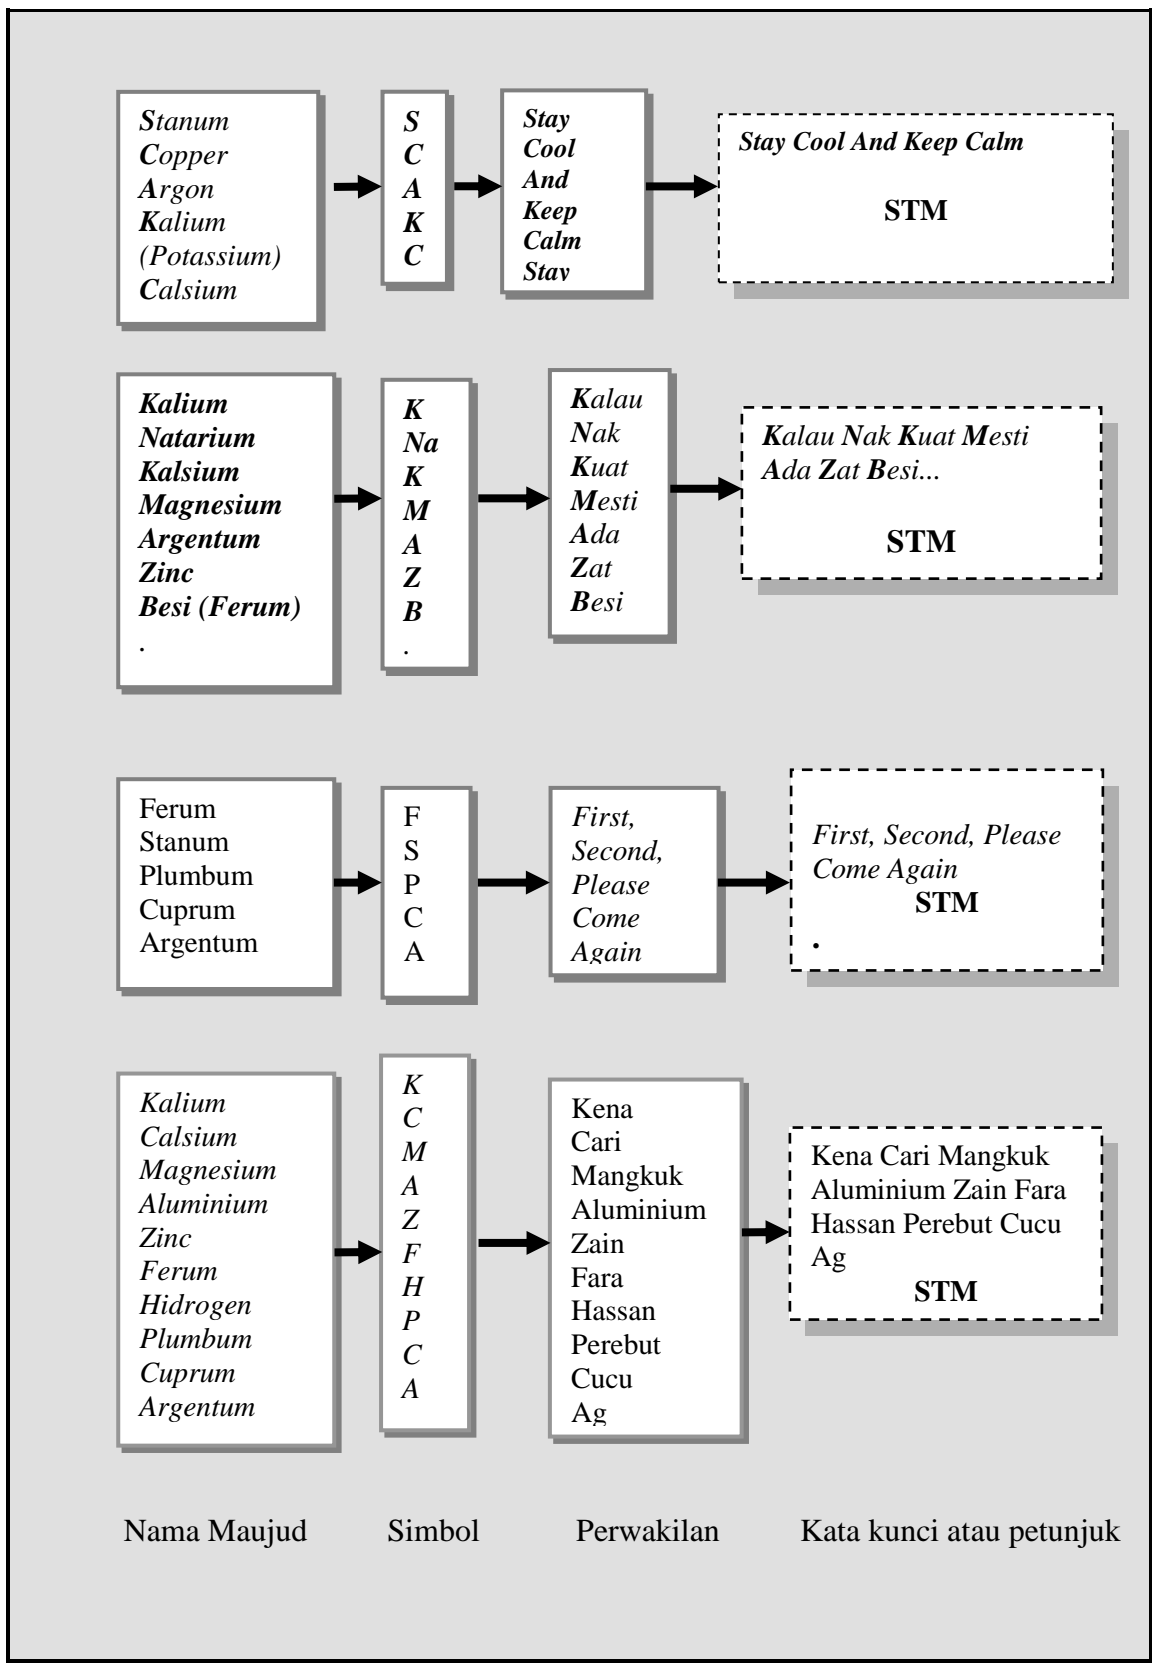 Stanum
Copper
Argon
Kalium
(Potassium)
Calsium
S
C
A
K
C
Stay
Cool
And
Keep
Calm
Stay
Stay Cool And Keep Calm
STM
Kalium
Natarium
Kalsium
Magnesium
Argentum
Zinc
Besi (Ferum)
.
K
Na
K
M
A
Z
B
.
Kalau
Nak
Kuat
Mesti
Ada
Zat
Besi
Kalau Nak Kuat Mesti
Ada Zat Besi...
STM
Ferum
Stanum
Plumbum
Cuprum
Argentum
F
S
P
C
A
First,
Second,
Please
Come
Again
First, Second, Please
Come Again
STM
.
Kalium
Calsium
Magnesium
Aluminium
Zinc
Ferum
Hidrogen
Plumbum
Cuprum
Argentum
K
C
M
A
Z
F
H
P
C
A
Kena
Cari
Mangkuk
Aluminium
Zain
Fara
Hassan
Perebut
Cucu
Ag
Kena Cari Mangkuk
Aluminium Zain Fara
Hassan Perebut Cucu
Ag
STM
Nama Maujud
Simbol
Perwakilan
Kata kunci atau petunjuk